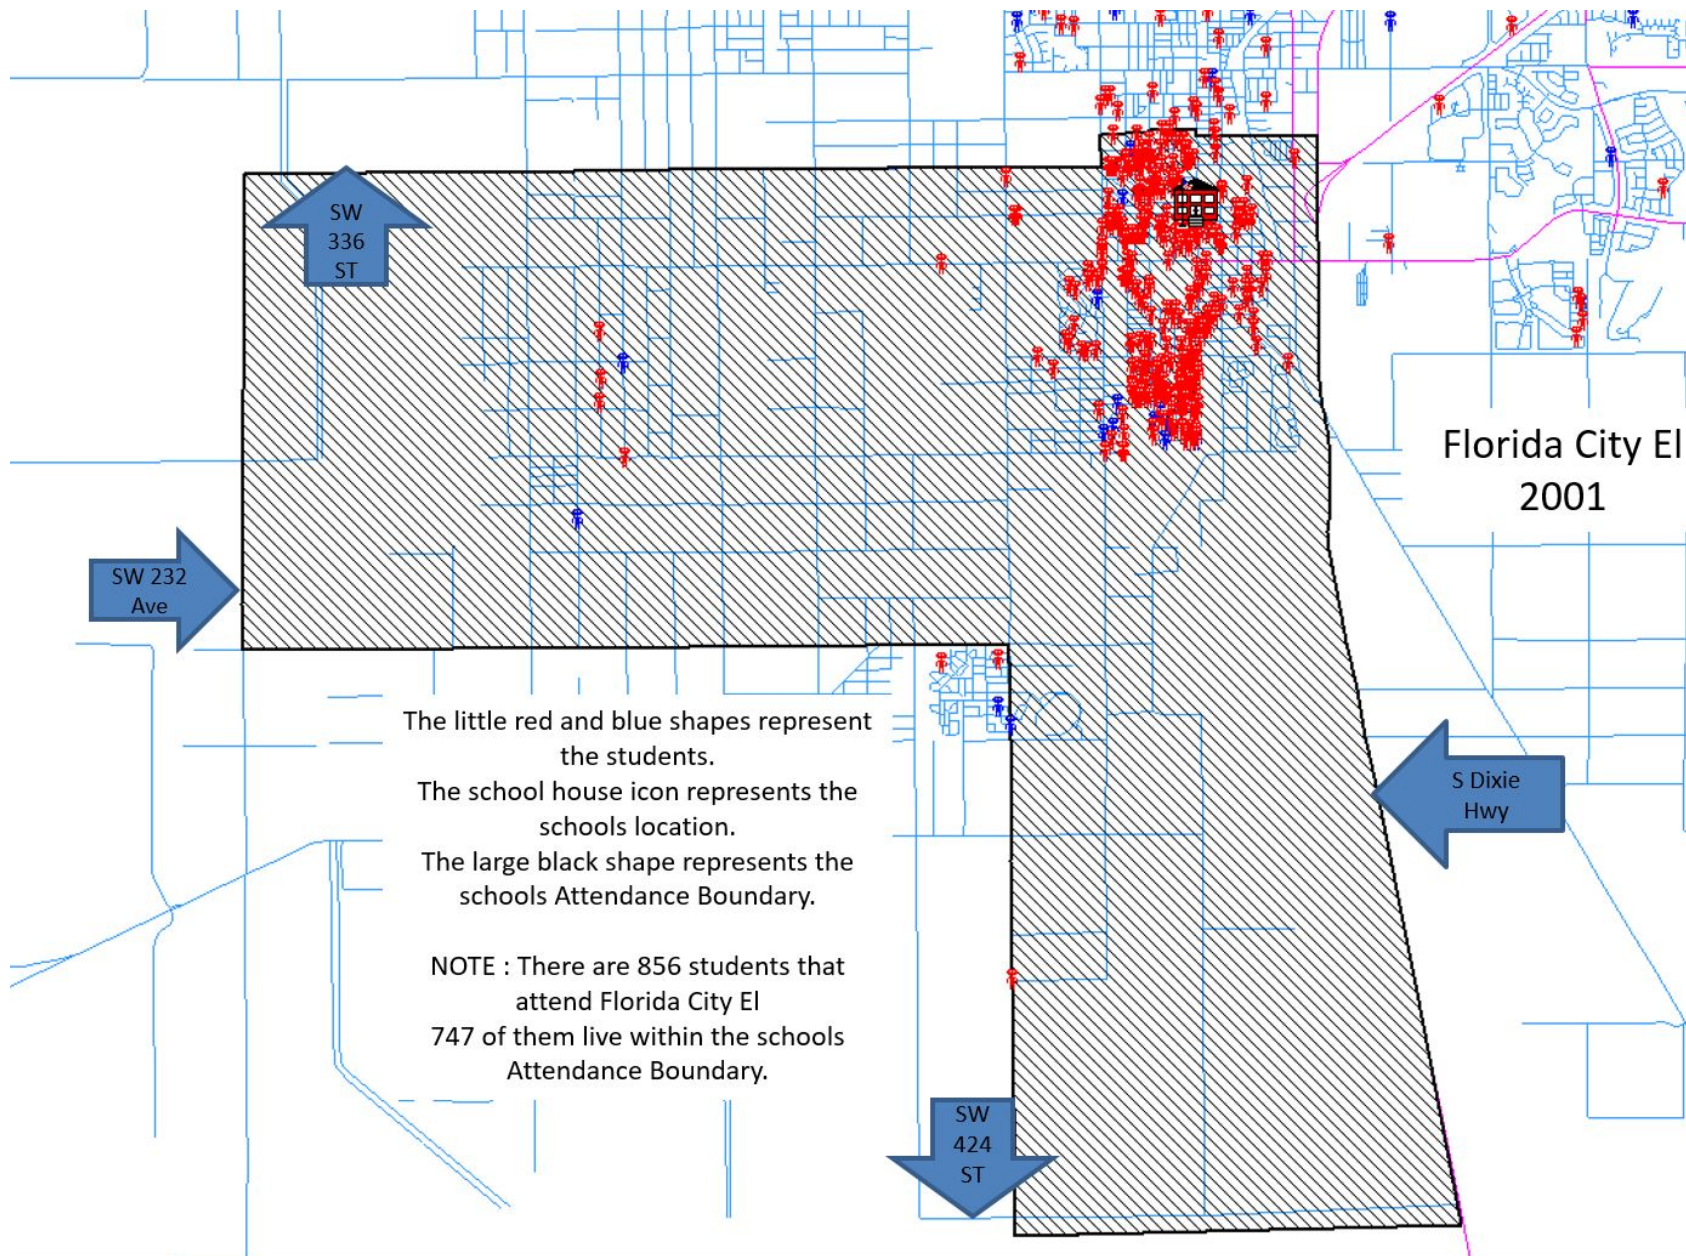 SW
336
ST
Florida City El
2001
SW 232
Ave
The little red and blue shapes represent
the students.
The school house icon represents the
schools location.
The large black shape represents the
schools Attendance Boundary.
NOTE : There are 856 students that
attend Florida City El
747 of them live within the schools
Attendance Boundary.
S Dixie
Hwy
SW
424
ST